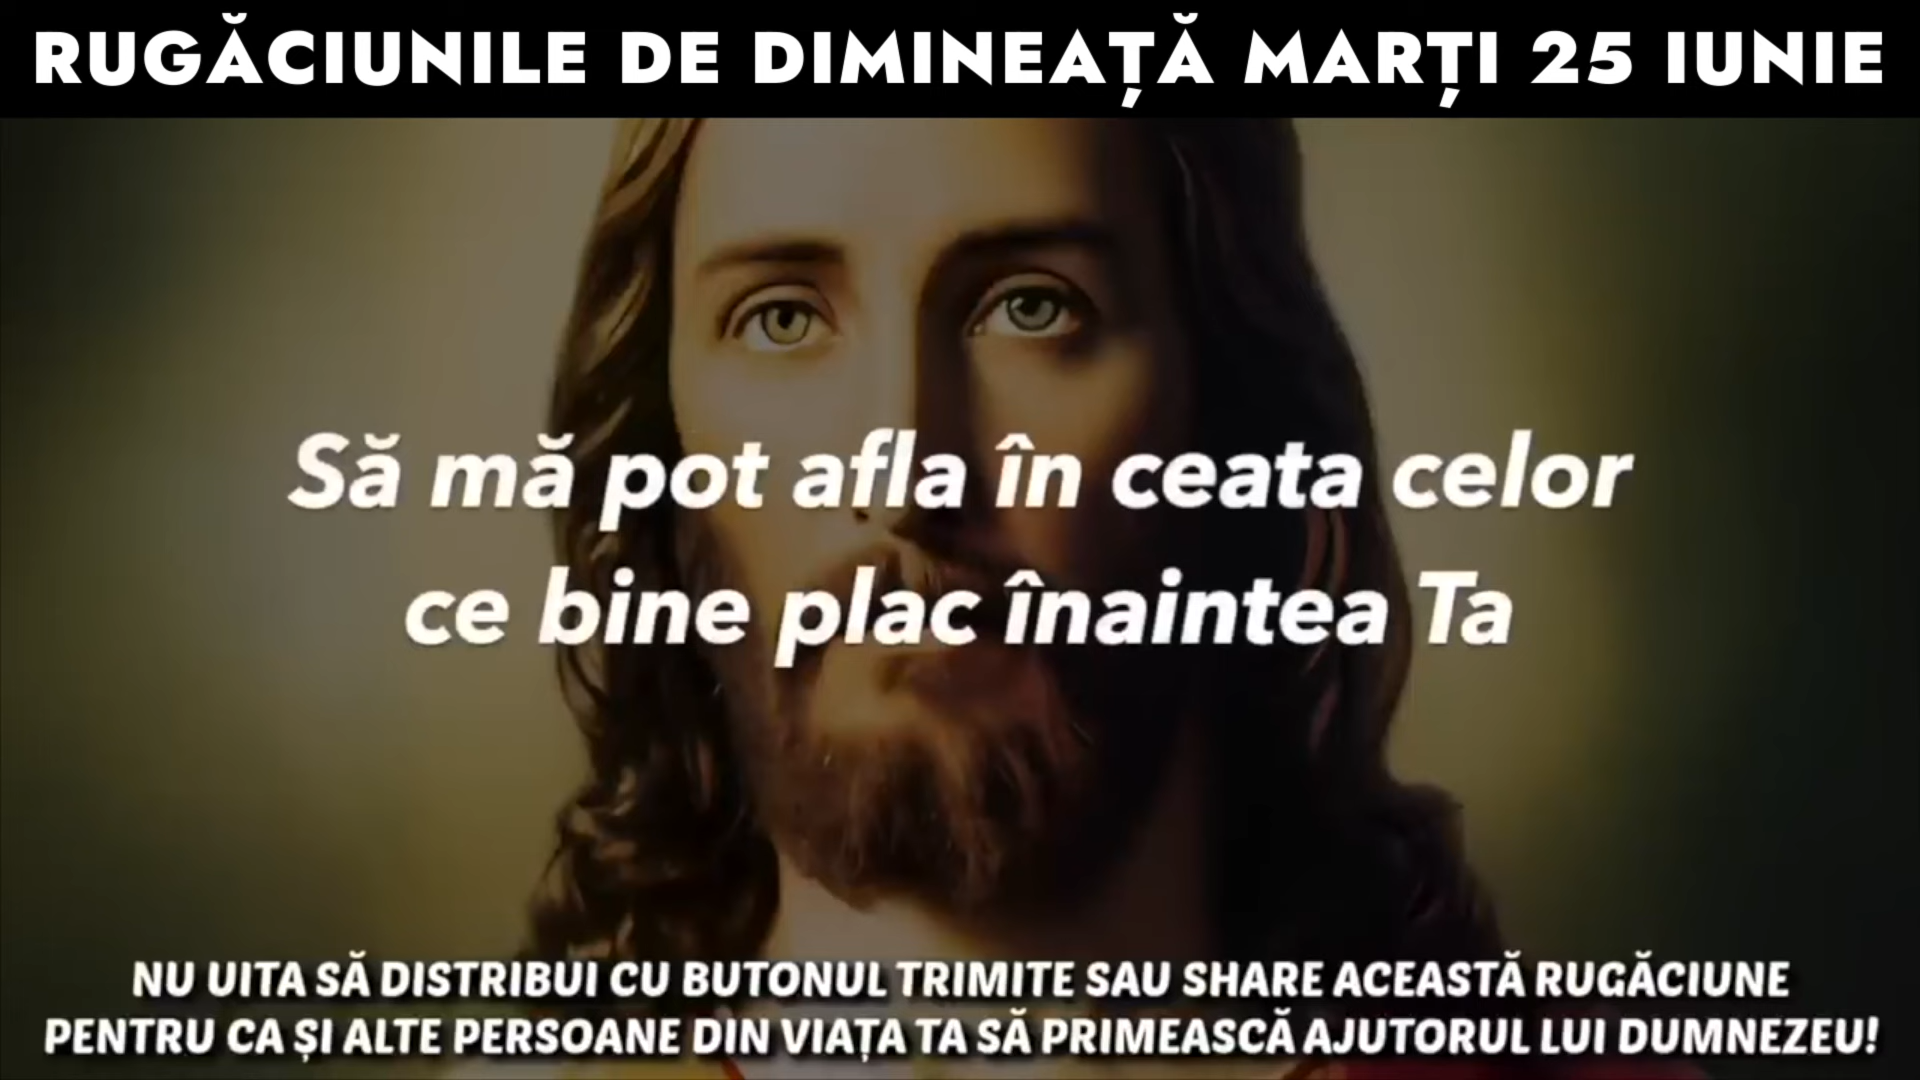 RUGĂCIUNILE DE DIMINEAȚĂ MARȚI 25 IUNIE
Să mă pot afla în ceata celor
ce bine plac înaintea Ta
NU UITA SĂ DISTRIBUI CU BUTONUL TRIMITE SAU SHARE ACEASTĂ RUGĂCIUNE
PENTRU CA ȘI ALTE PERSOANE DIN VIAȚA TA SĂ PRIMEASCĂ AJUTORUL LUI DUMNEZEU!